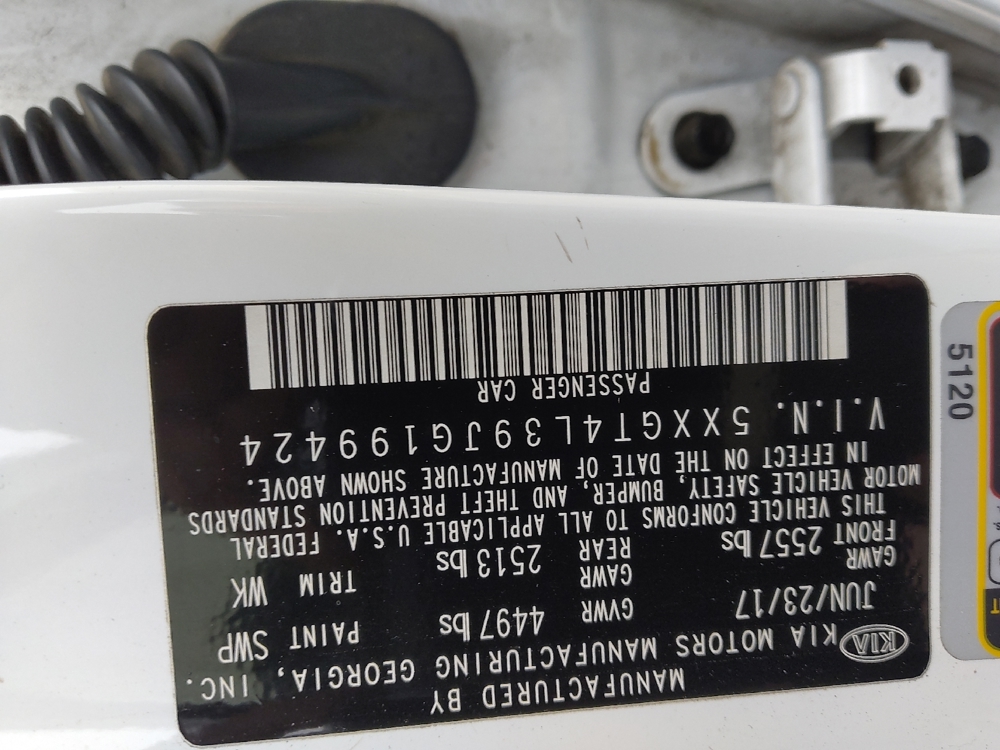 MANUFACTURED BY
KIA KIA MOTORS MANUFACTURING GEORGIA, INC.
JUN/23/17 GVWR 4497 lbs PAINT SWP
GAWR FRONT 2557 lbs GAWR REAR 2513 lbs TRIM WK
THIS VEHICLE CONFORMS TO ALL APPLICABLE U.S.A. FEDERAL
MOTOR VEHICLE SAFETY, BUMPER, AND THEFT PREVENTION STANDARDS
IN EFFECT ON THE DATE OF MANUFACTURE SHOWN ABOVE.
V.I.N. 5XXGT4L39JG199424
PASSENGER CAR
5120